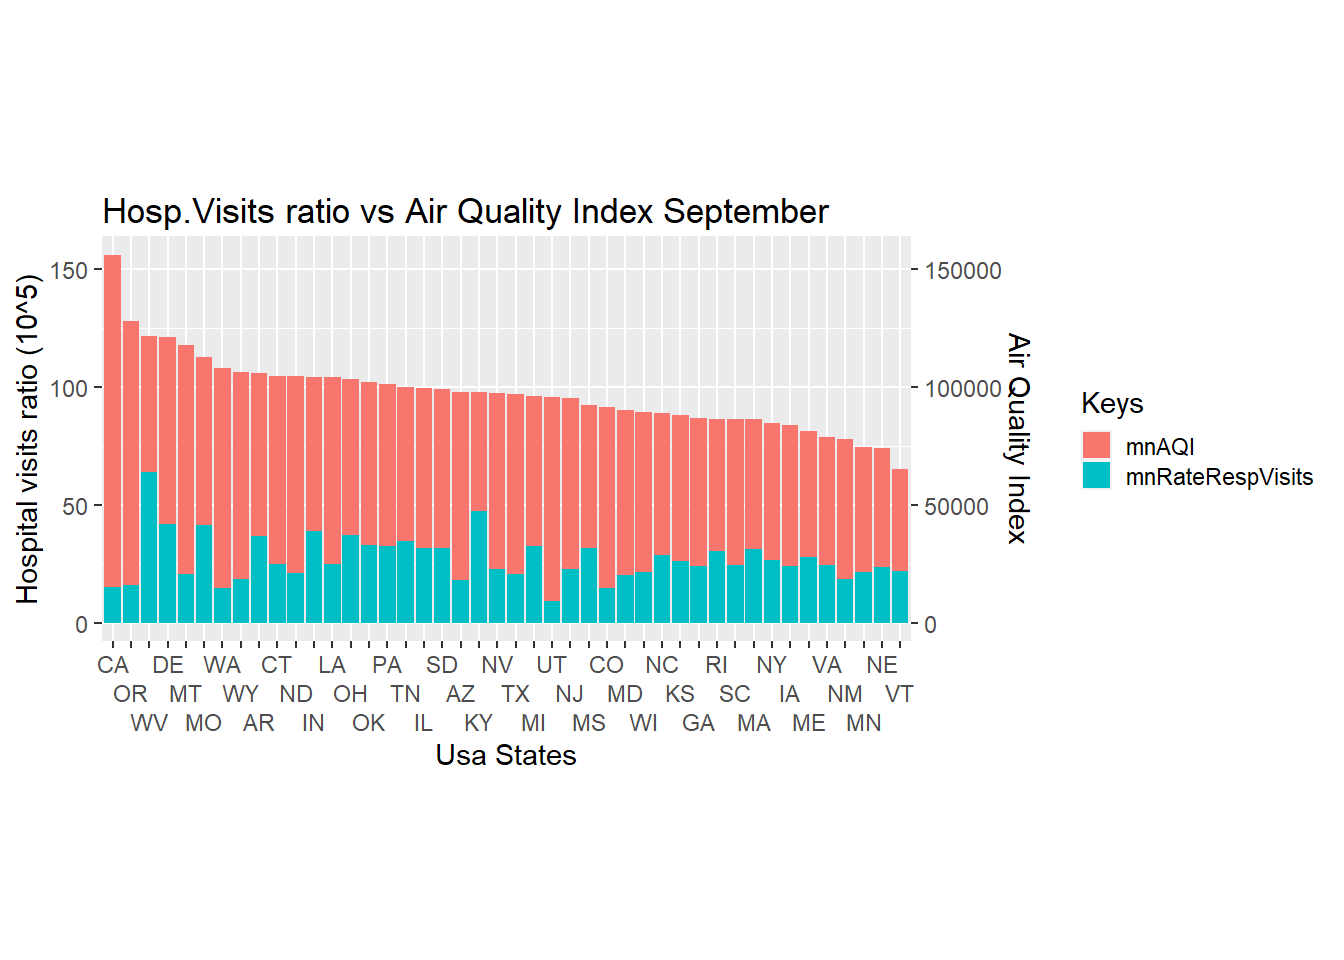 Hosp.Visits ratio vs Air Quality Index September
Hospital visits ratio (10^5)
150
100
50
0
150000
100000
50000
0
Air Quality Index
CA DE WA CT LA PA SD NV UT CO NC RI NY VA NE
OR MT WY ND OH TN AZ TX NJ MD KS SC IA NM VT
WV MO AR IN OK IL KY MI MS WI GA MA ME MN
Usa States
Keys
mnAQI
mnRateRespVisits